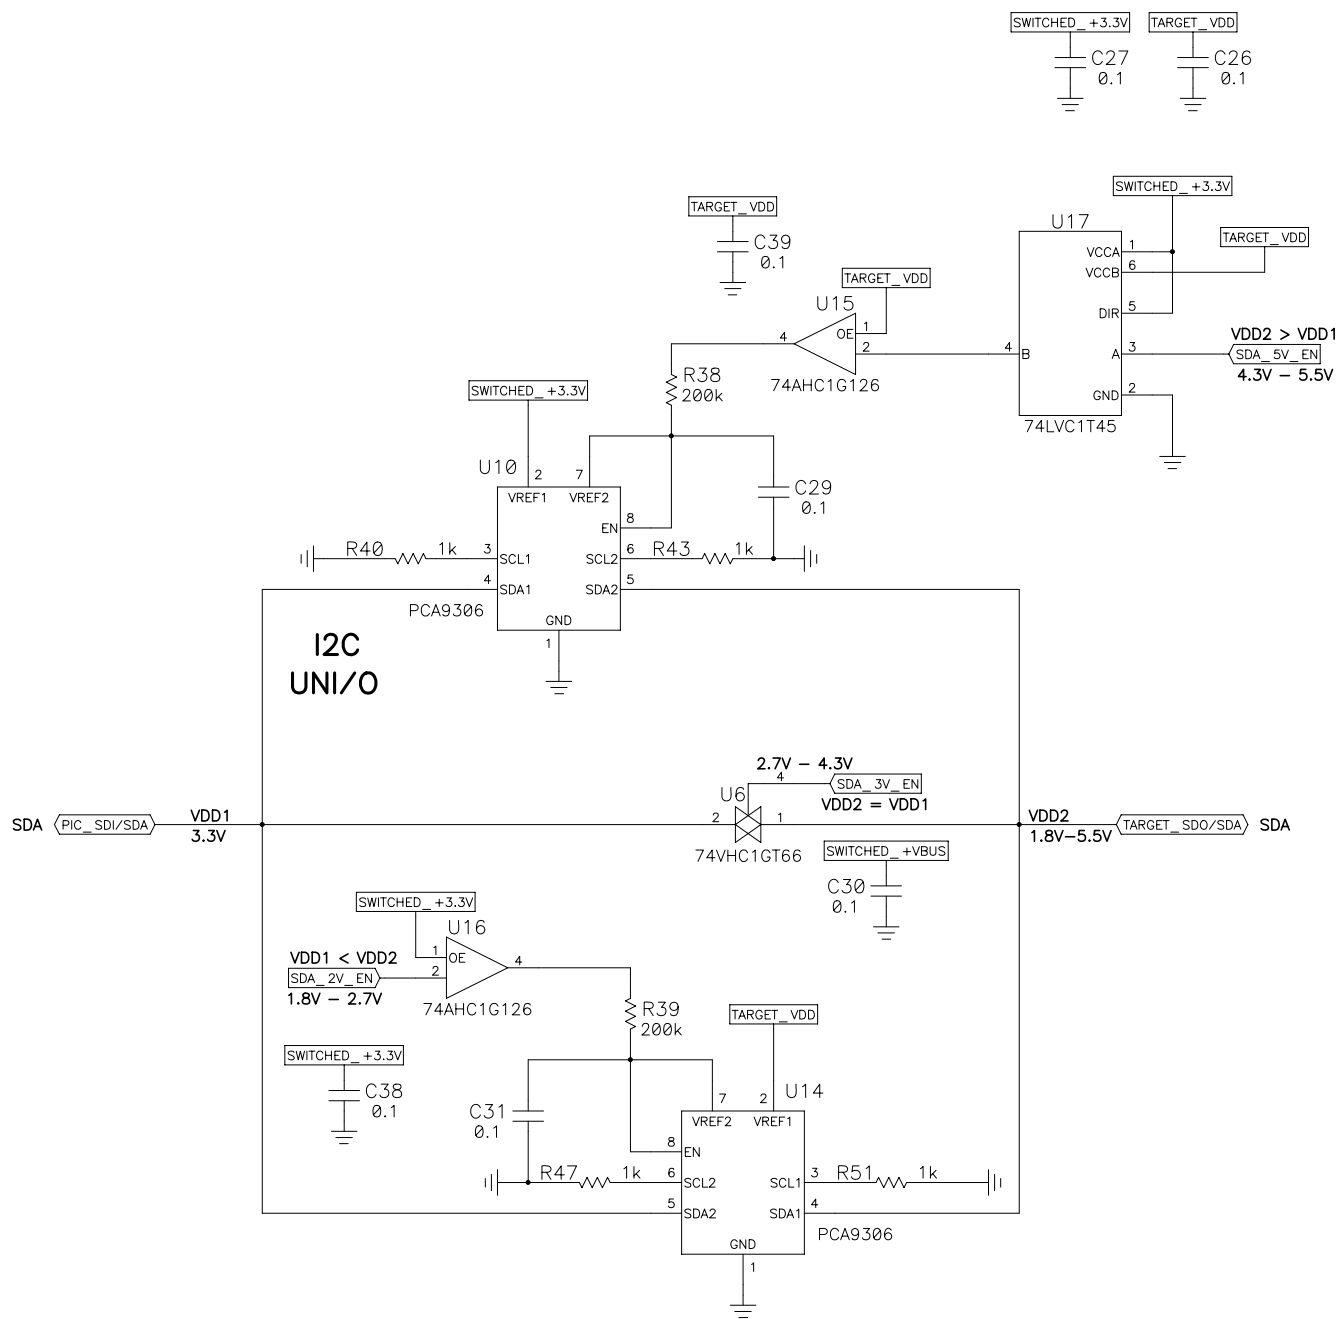 SWITCHED_+3.3V
TARGET_VDD
C27
0.1
C26
0.1
SWITCHED_+3.3V
TARGET_VDD
C39
0.1
U17
TARGET_VDD
VCCA 1
VCCB 6
DIR 5
TARGET_VDD
U15
OE 1
2
4
74AHC1G126
4 B
A 3
VDD2 > VDD1
SDA_5V_EN
4.3V – 5.5V
GND 2
74LVC1T45
R38
200k
SWITCHED_+3.3V
U10
2
7
VREF1
VREF2
C29
0.1
EN 8
R40 1k
3 SCL1
SCL2 6
R43 1k
4 SDA1
SDA2 5
PCA9306
GND
1
I2C
UNI/O
2.7V – 4.3V
4
SDA_3V_EN
U6
VDD2 = VDD1
SDA
PIC_SDI/SDA
VDD1
3.3V
2
1
74VHC1GT66
VDD2
1.8V–5.5V
TARGET_SDO/SDA
SDA
SWITCHED_+VBUS
C30
0.1
SWITCHED_+3.3V
U16
1 OE
2
4
VDD1 < VDD2
SDA_2V_EN
1.8V – 2.7V
74AHC1G126
R39
200k
TARGET_VDD
SWITCHED_+3.3V
C38
0.1
C31
0.1
7
2
U14
VREF2
VREF1
8 EN
R47 1k
6 SCL2
SCL1 3
R51 1k
5 SDA2
SDA1 4
PCA9306
GND
1